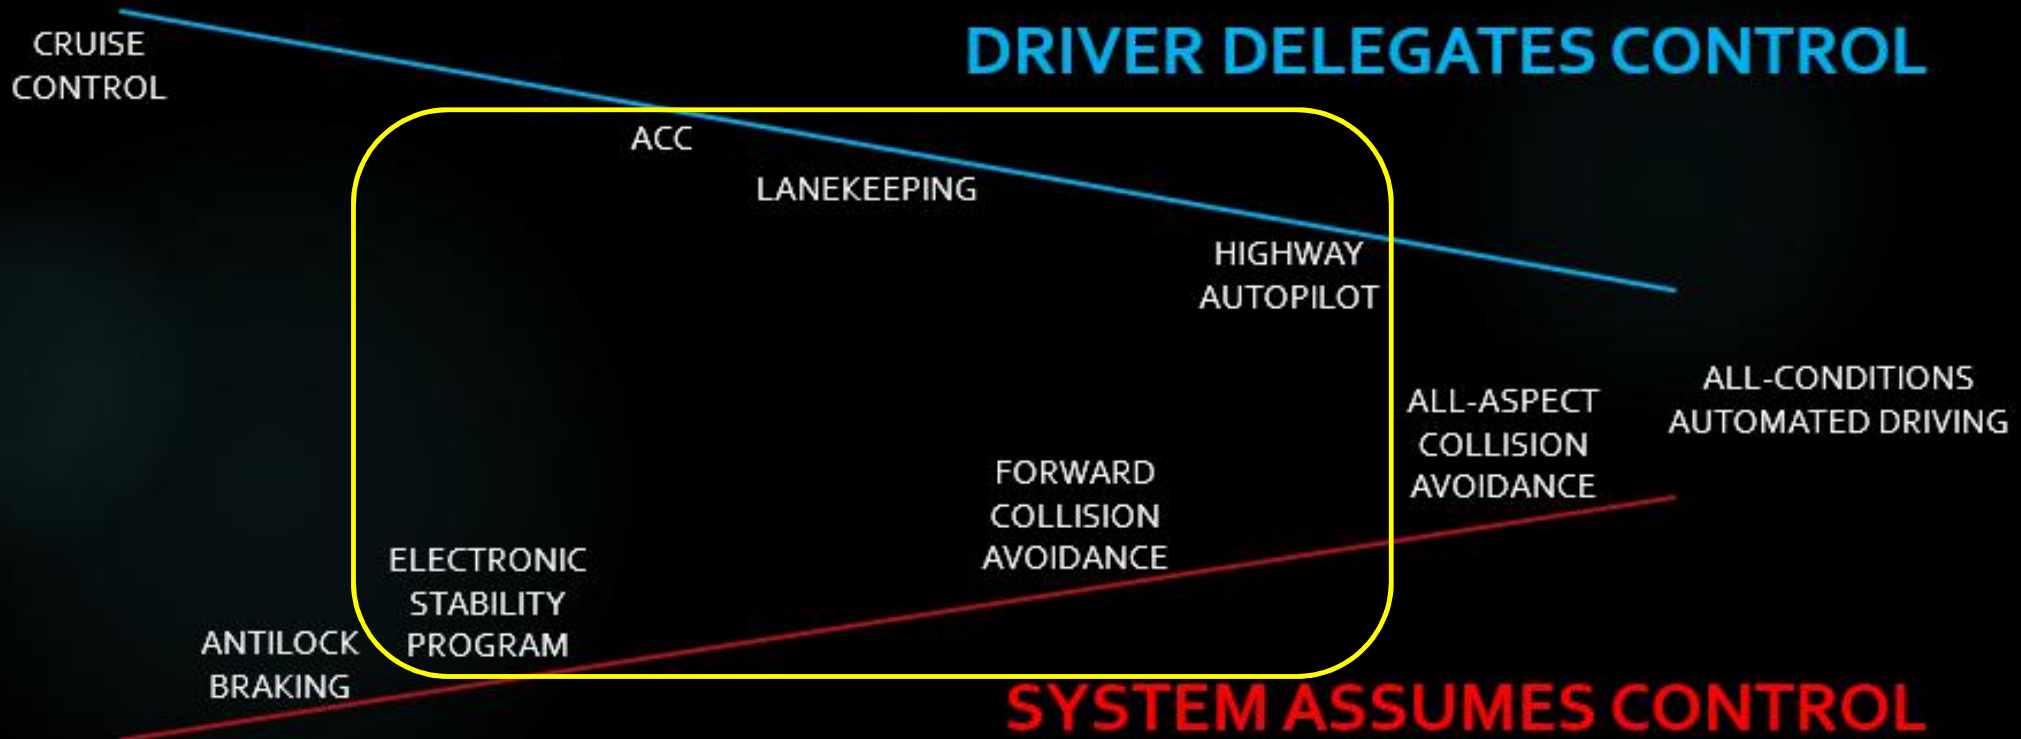 CRUISE
CONTROL
DRIVER DELEGATES CONTROL
ACC
LANEKEEPING
HIGHWAY
AUTOPILOT
ALL-CONDITIONS
AUTOMATED DRIVING
ALL-ASPECT
COLLISION
AVOIDANCE
FORWARD
COLLISION
AVOIDANCE
ELECTRONIC
STABILITY
PROGRAM
ANTILOCK
BRAKING
SYSTEM ASSUMES CONTROL